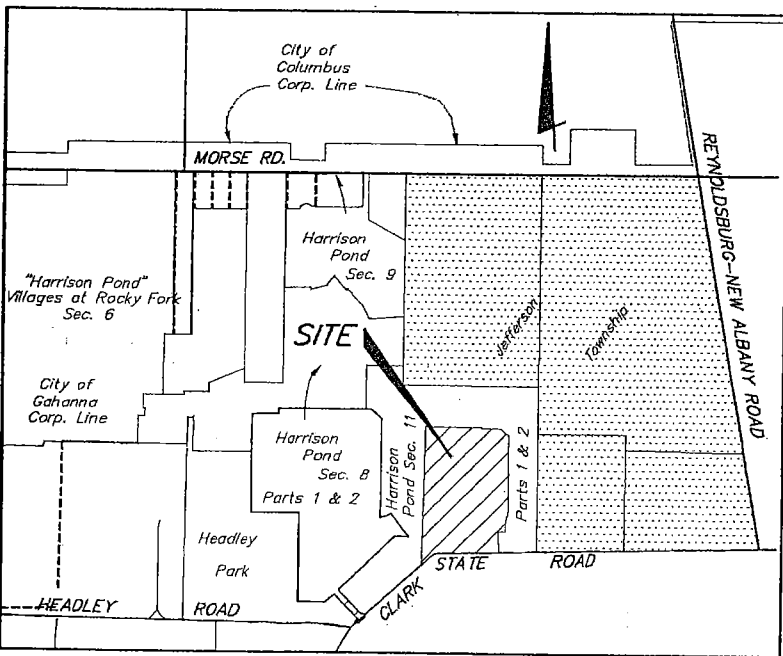 City of
Columbus
Corp. Line
MORSE RD.
REYNOLDSBURG-NEW ALBANY ROAD
Harrison
Pond
Sec. 9
"Harrison Pond"
Villages at Rocky Fork
Sec. 6
Jefferson
Township
SITE
City of
Gahanna
Corp. Line
Harrison
Pond
Sec. 8
Parts 1 & 2
Harrison
Pond Sec. 11
Parts 1 & 2
Headley
Park
CLARK STATE ROAD
HEADLEY ROAD